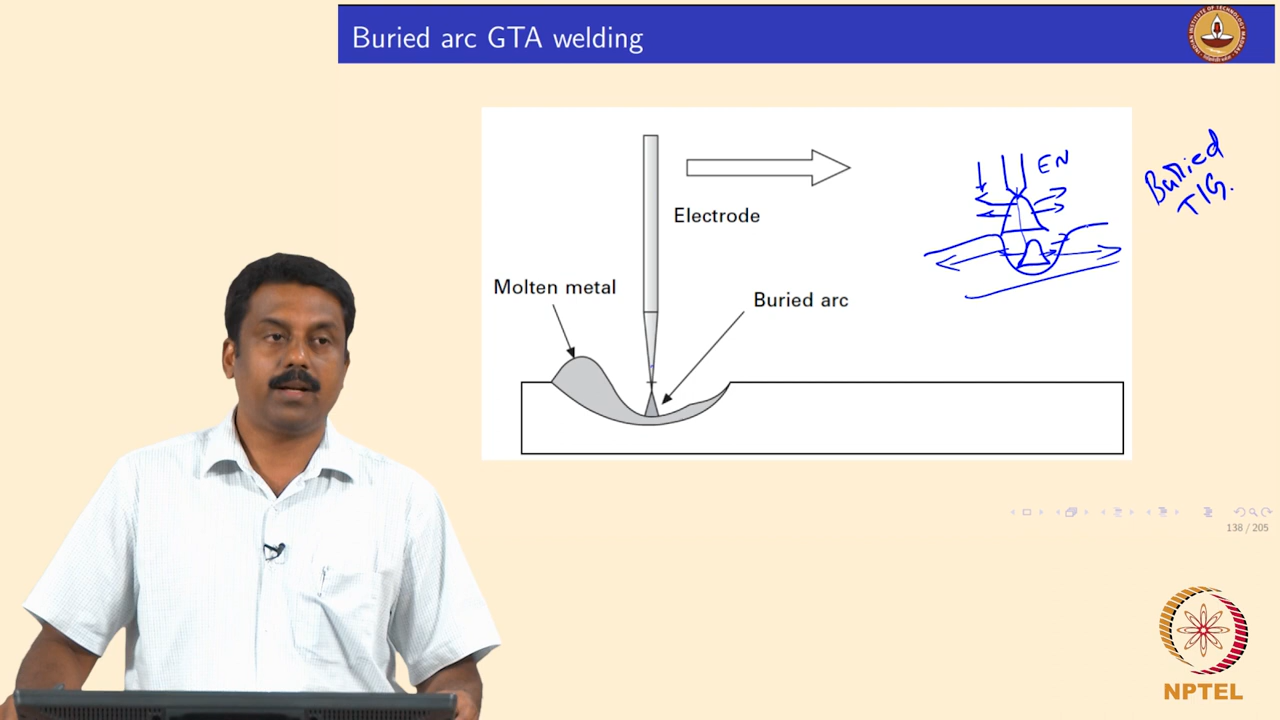 Buried arc GTA welding
EN
Buried
TIG.
Electrode
Molten metal
Buried arc
138 / 205
NPTEL